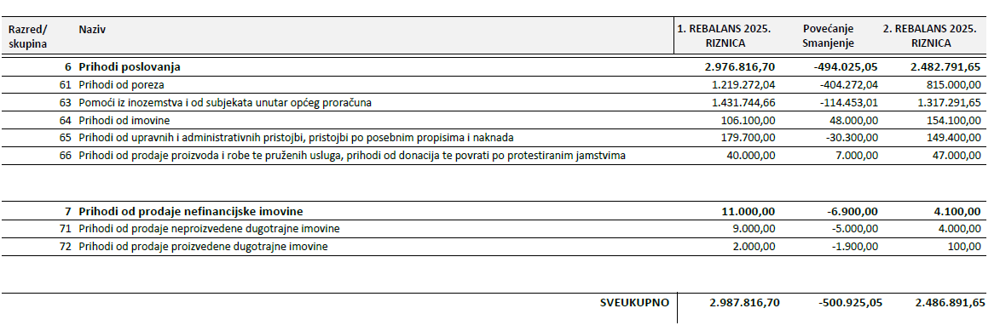 Razred/ Naziv 1. REBALANS 2025. Povećanje 2. REBALANS 2025.
skupina RIZNICA Smanjenje RIZNICA
6 Prihodi poslovanja 2.976.816,70 -494.025,05 2.482.791,65
61 Prihodi od poreza 1.219.272,04 -404.272,04 815.000,00
63 Pomoći iz inozemstva i od subjekata unutar općeg proračuna 1.431.744,66 -114.453,01 1.317.291,65
64 Prihodi od imovine 106.100,00 48.000,00 154.100,00
65 Prihodi od upravnih i administrativnih pristojbi, pristojbi po posebnim propisima i naknada 179.700,00 -30.300,00 149.400,00
66 Prihodi od prodaje proizvoda i robe te pruženih usluga, prihodi od donacija te povrati po protestiranim jamstvima 40.000,00 7.000,00 47.000,00
7 Prihodi od prodaje nefinancijske imovine 11.000,00 -6.900,00 4.100,00
71 Prihodi od prodaje neproizvedene dugotrajne imovine 9.000,00 -5.000,00 4.000,00
72 Prihodi od prodaje proizvedene dugotrajne imovine 2.000,00 -1.900,00 100,00
SVEUKUPNO 2.987.816,70 -500.925,05 2.486.891,65